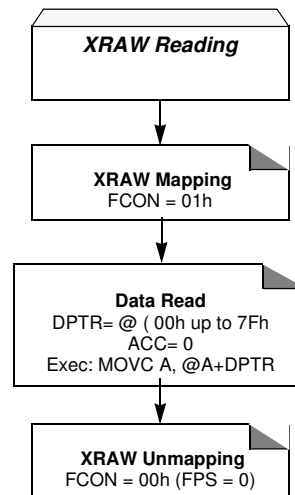 XRAW Reading
XRAW Mapping
FCON = 01h
Data Read
DPTR= @ ( 00h up to 7Fh
ACC= 0
Exec: MOVC A, @A+DPTR
XRAW Unmapping
FCON = 00h (FPS = 0)